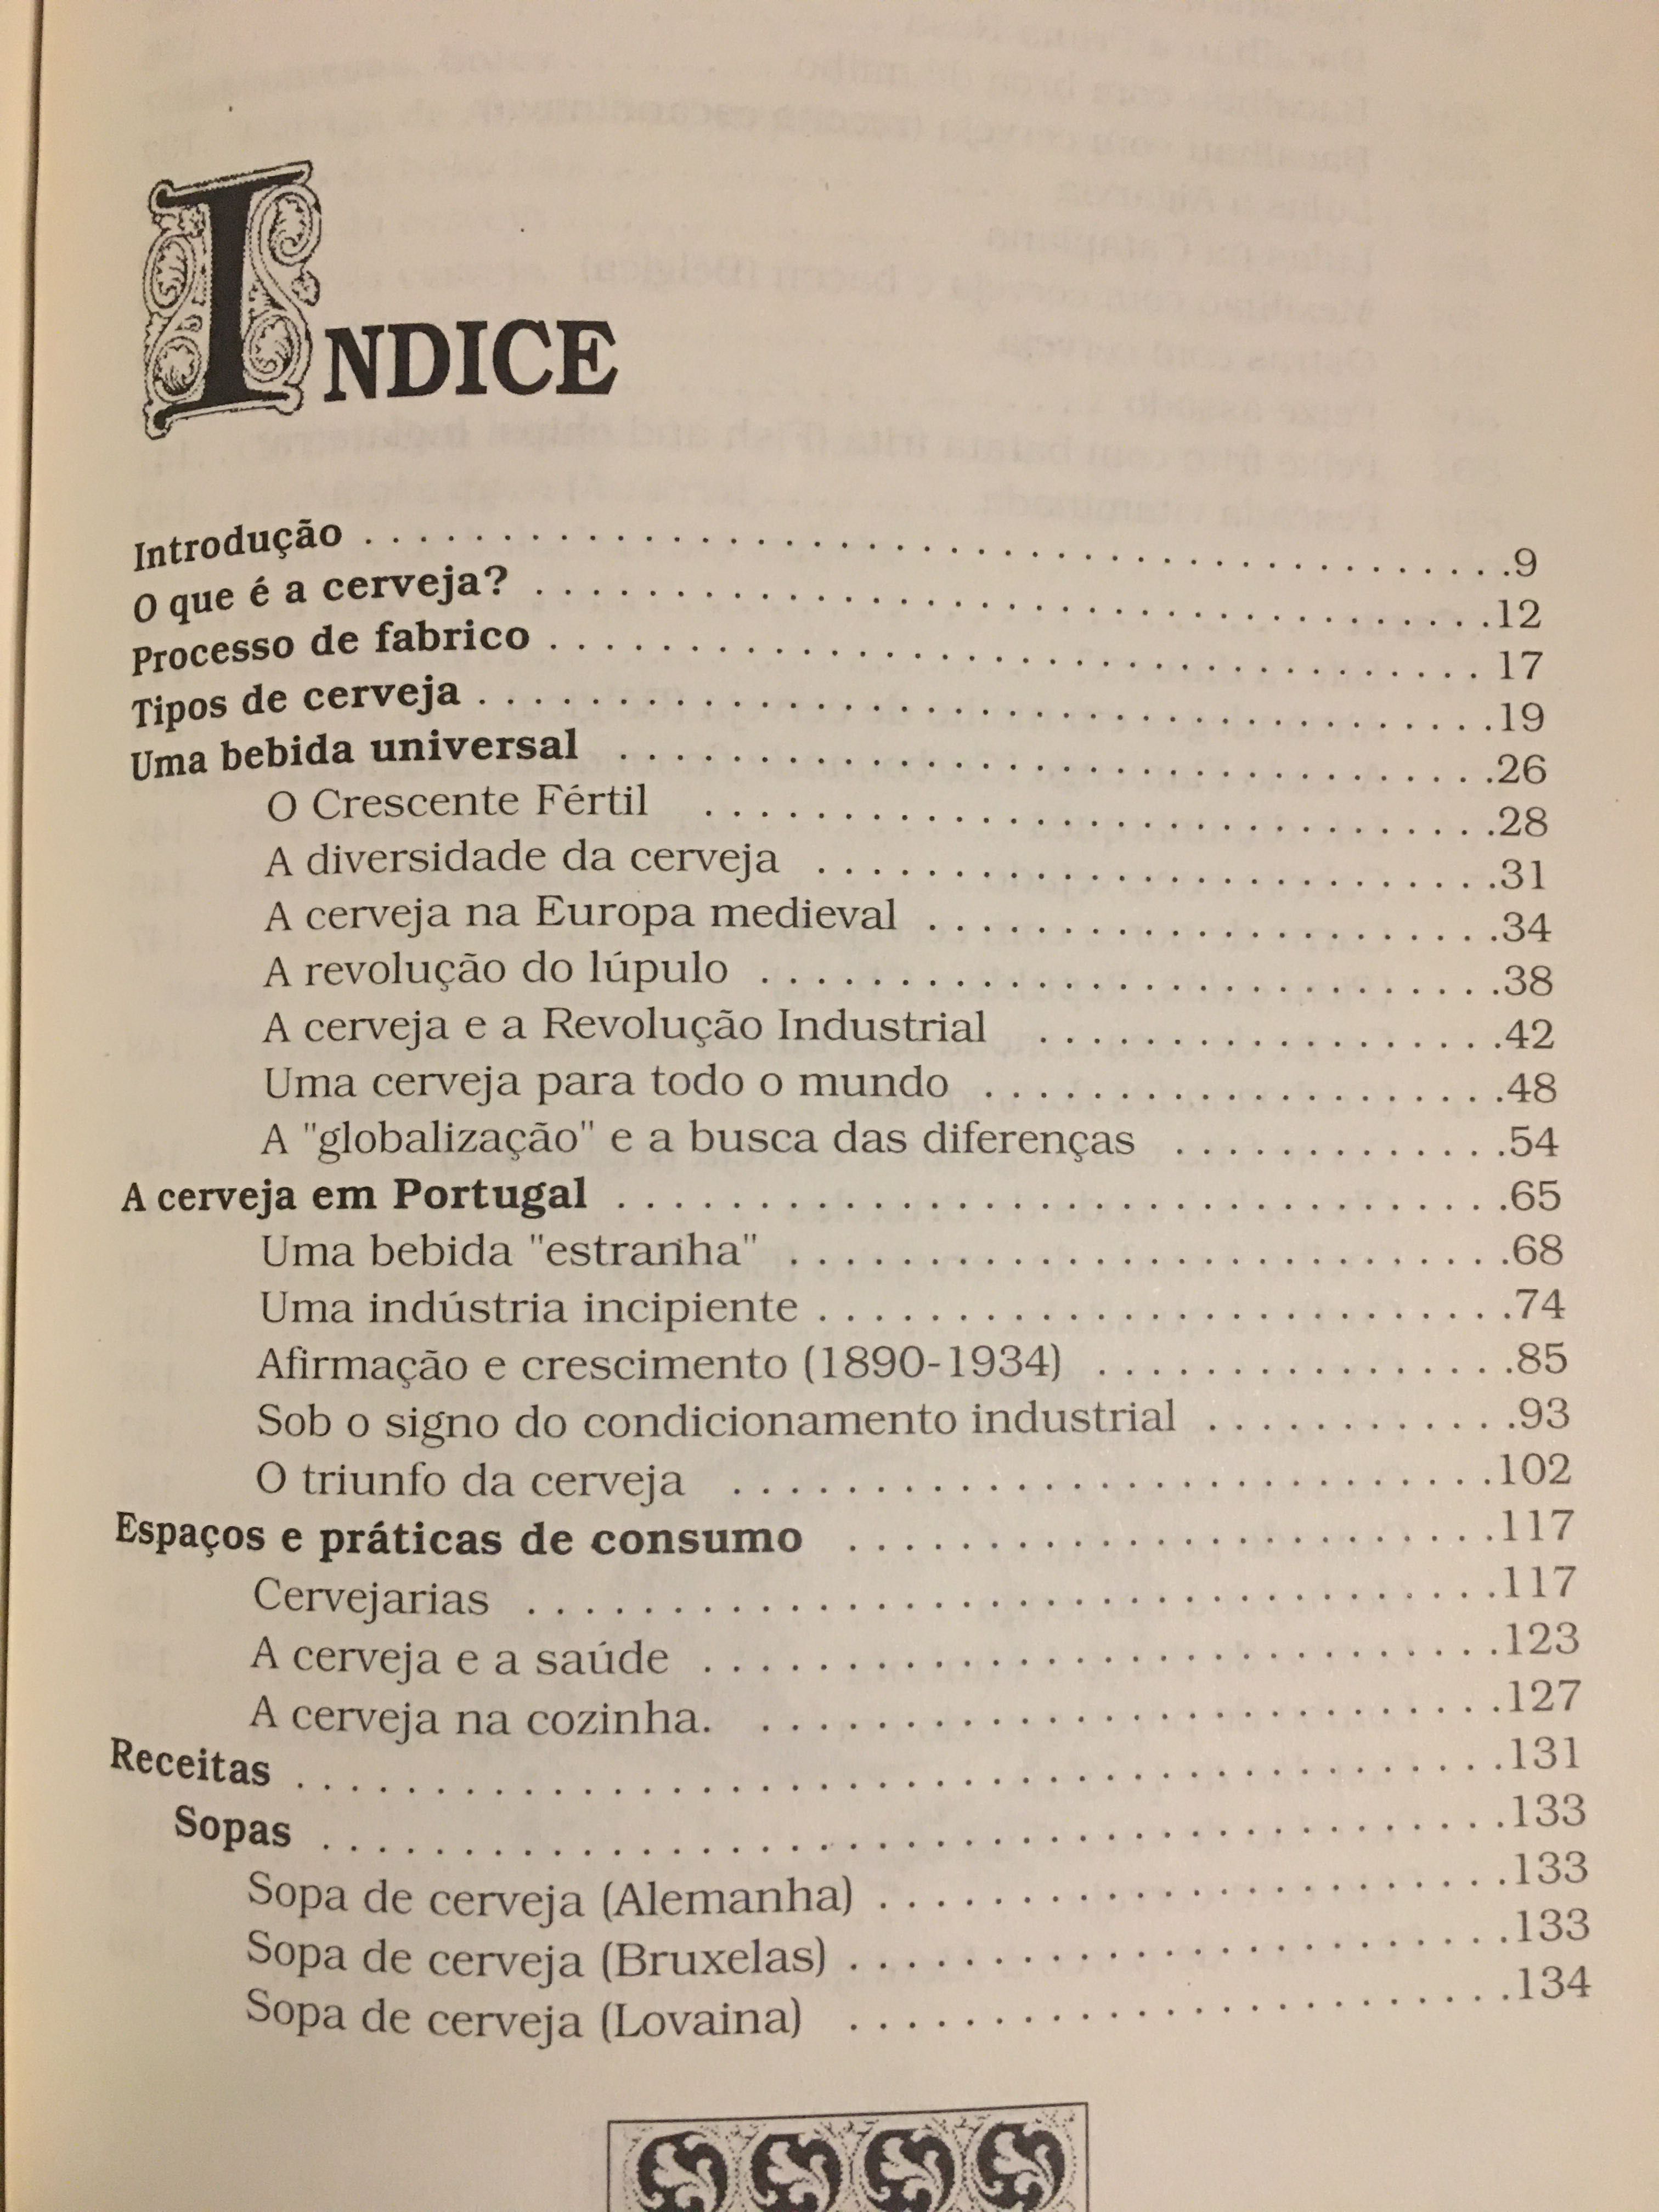 INDICE
Introdução . . . . . . . . . . . . . . . . . . . . . . . . . . . . . . . . . . . . . . . . .9
O que é a cerveja? . . . . . . . . . . . . . . . . . . . . . . . . . . . . . . . . . .12
Processo de fabrico . . . . . . . . . . . . . . . . . . . . . . . . . . . . . . . . . . 17
Tipos de cerveja . . . . . . . . . . . . . . . . . . . . . . . . . . . . . . . . . . . . .19
Uma bebida universal . . . . . . . . . . . . . . . . . . . . . . . . . . . . . . . .26
O Crescente Fértil . . . . . . . . . . . . . . . . . . . . . . . . . . . . .28
A diversidade da cerveja . . . . . . . . . . . . . . . . . . . . . . . . .31
A cerveja na Europa medieval . . . . . . . . . . . . . . . . . . . . .34
A revolução do lúpulo . . . . . . . . . . . . . . . . . . . . . . . . . . .38
A cerveja e a Revolução Industrial . . . . . . . . . . . . . . . . .42
Uma cerveja para todo o mundo . . . . . . . . . . . . . . . . . . .48
A "globalização" e a busca das diferenças . . . . . . . . . . . .54
A cerveja em Portugal . . . . . . . . . . . . . . . . . . . . . . . . . . . . . . . .65
Uma bebida "estranha" . . . . . . . . . . . . . . . . . . . . . . . . . .68
Uma indústria incipiente . . . . . . . . . . . . . . . . . . . . . . . . .74
Afirmação e crescimento (1890-1934) . . . . . . . . . . . . . . .85
Sob o signo do condicionamento industrial . . . . . . . . . . .93
O triunfo da cerveja . . . . . . . . . . . . . . . . . . . . . . . . . . .102
Espaços e práticas de consumo . . . . . . . . . . . . . . . . . . . . . . .117
Cervejarias . . . . . . . . . . . . . . . . . . . . . . . . . . . . . . . . . .117
A cerveja e a saúde . . . . . . . . . . . . . . . . . . . . . . . . . . . .123
A cerveja na cozinha. . . . . . . . . . . . . . . . . . . . . . . . . . .127
Receitas . . . . . . . . . . . . . . . . . . . . . . . . . . . . . . . . . . . . . . . . . .131
Sopas . . . . . . . . . . . . . . . . . . . . . . . . . . . . . . . . . . . . . . . . .133
Sopa de cerveja (Alemanha) . . . . . . . . . . . . . . . . . . . . . .133
Sopa de cerveja (Bruxelas) . . . . . . . . . . . . . . . . . . . . . . .133
Sopa de cerveja (Lovaina) . . . . . . . . . . . . . . . . . . . . . . .134